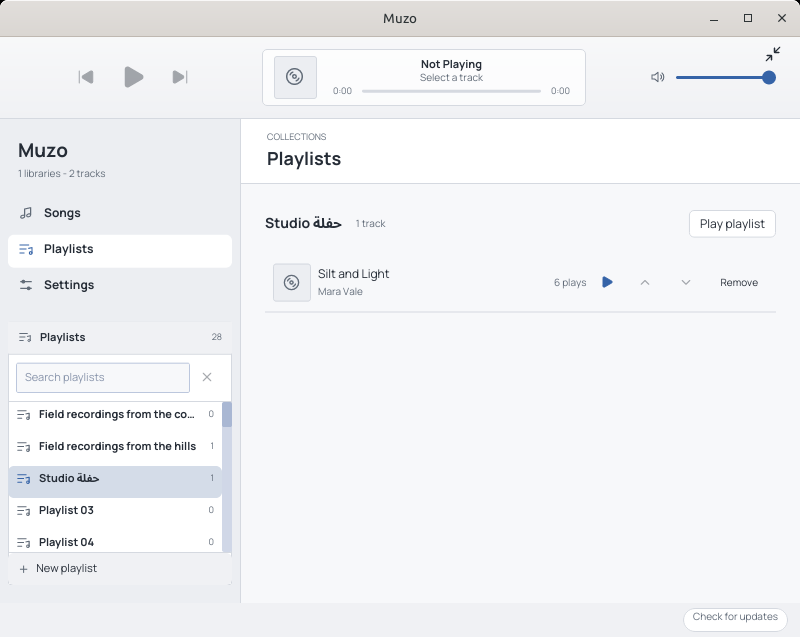 Muzo
Not Playing
Select a track
0:00
0:00
Muzo
1 libraries - 2 tracks
Songs
Playlists
Settings
Playlists 28
Search playlists
Field recordings from the co... 0
Field recordings from the hills 1
Studio حفلة 1
Playlist 03 0
Playlist 04 0
New playlist
COLLECTIONS
Playlists
Studio حفلة 1 track Play playlist
Silt and Light
Mara Vale
6 plays Remove
Check for updates